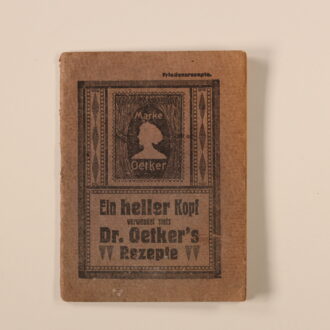 Friedensrezepte.
Marke
Oetker
Ein heller Kopf
verwendet stets
Dr. Oetker's
Rezepte